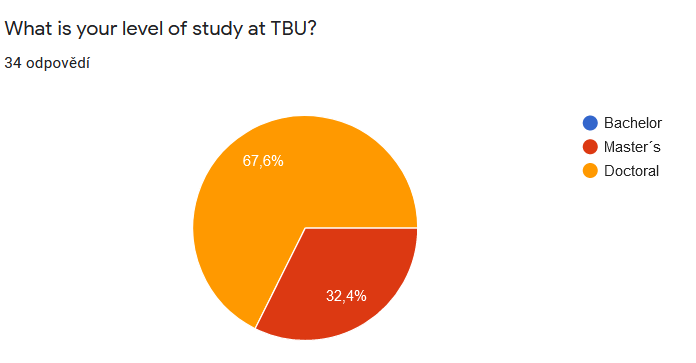 What is your level of study at TBU?
34 odpovědí
67,6%
32,4%
Bachelor
Master´s
Doctoral